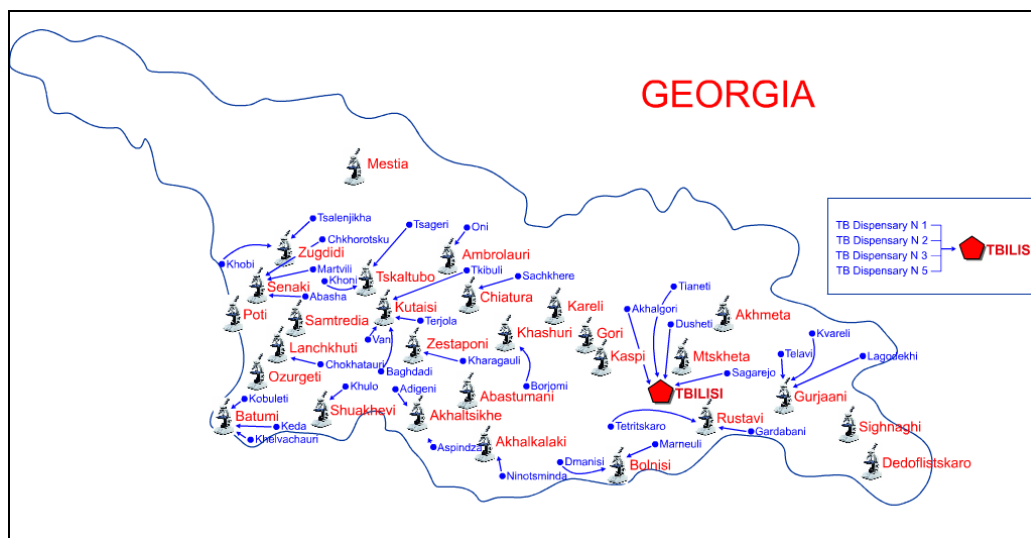 GEORGIA
Mestia
Tsalenjikha
Tsageri
Oni
TB Dispensary N 1
TB Dispensary N 2
TB Dispensary N 3
TB Dispensary N 5
TBILIS
Chkhorotsku
Zugdidi
Ambrolauri
Khobi
Martvili
Khoni
Tskaltubo
Tkibuli
Sachkhere
Tianeti
Senaki
Abasha
Chiatura
Kareli
Akhalgori
Poti
Samtredia
Kutaisi
Terjola
Khashuri
Gori
Dusheti
Akhmeta
Kvareli
Van
Zestaponi
Lanchkhuti
Chokhatauri
Kharagauli
Kaspi
Mtskheta
Telavi
Lagodekhi
Ozurgeti
Baghdadi
Sagarejo
Khulo
Adigeni
Abastumani
Borjomi
TBILISI
Gurjaani
Kobuleti
Batumi
Shuakhevi
Akhaltsikhe
Tetritskaro
Rustavi
Keda
Gardabani
Sighnaghi
Khelvachauri
Aspindza
Akhalkalaki
Marneuli
Dmanisi
Bolnisi
Dedoflistskaro
Ninotsminda